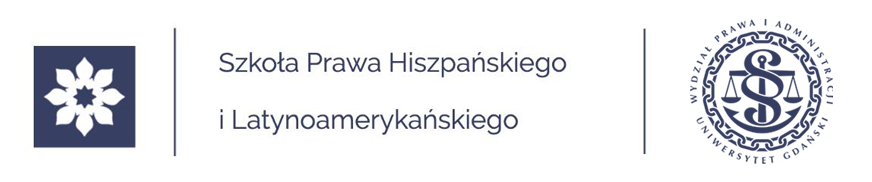 Szkoła Prawa Hiszpańskiego
i Latynoamerykańskiego
WYDZIAŁ PRAWA I ADMINISTRACJI
UNIWERSYTET GDAŃSKI